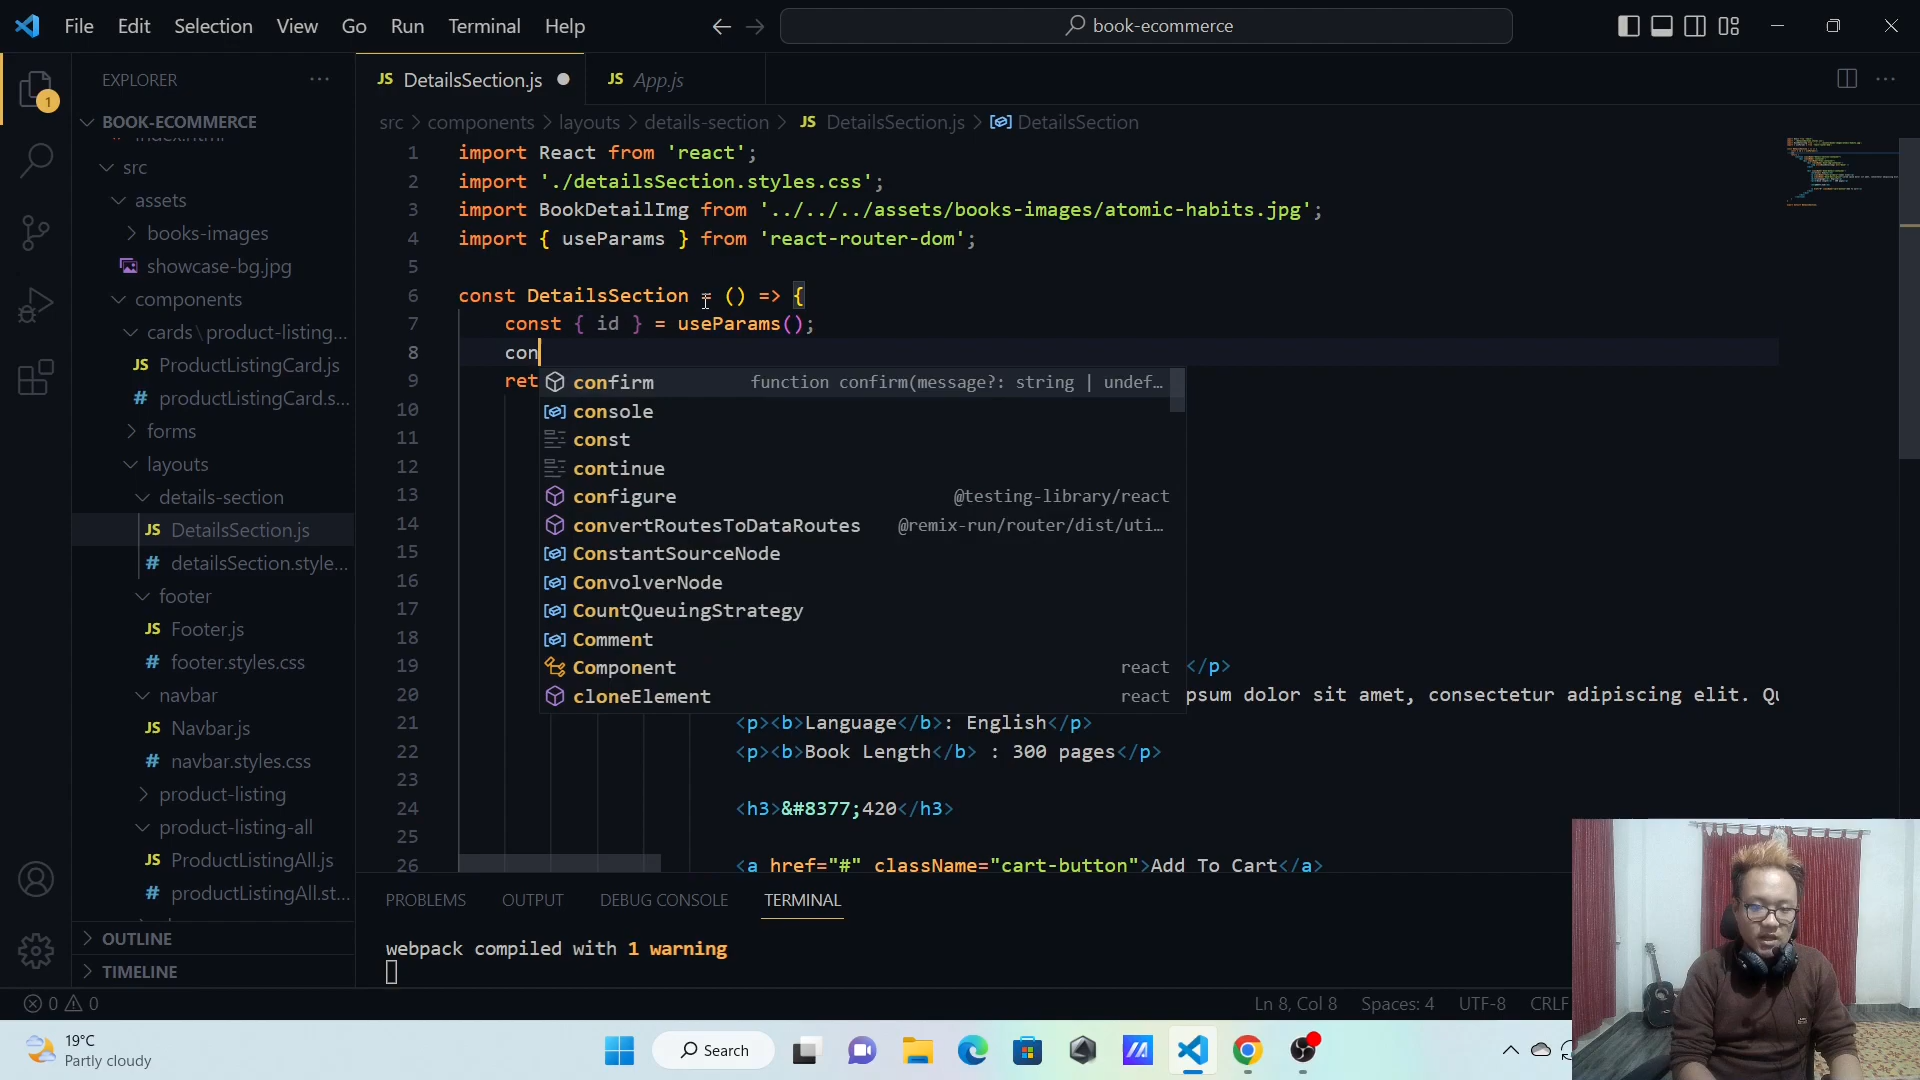 File Edit Selection View Go Run Terminal Help
book-ecommerce
EXPLORER ···
DetailsSection.js
App.js
1
BOOK-ECOMMERCE
src
assets
books-images
showcase-bg.jpg
components
cards\product-listing...
ProductListingCard.js
productListingCard.s...
forms
layouts
details-section
DetailsSection.js
detailsSection.style...
footer
Footer.js
footer.styles.css
navbar
Navbar.js
navbar.styles.css
product-listing
product-listing-all
ProductListingAll.js
productListingAll.st...
OUTLINE
TIMELINE
src > components > layouts > details-section > JS DetailsSection.js > DetailsSection
1 import React from 'react';
2 import './detailsSection.styles.css';
3 import BookDetailImg from '../../../assets/books-images/atomic-habits.jpg';
4 import { useParams } from 'react-router-dom';
5
6 const DetailsSection = () => {
7 const { id } = useParams();
8 con
9 ret
confirm function confirm(message?: string | undef…
console
const
continue
configure @testing-library/react
convertRoutesToDataRoutes @remix-run/router/dist/uti…
ConstantSourceNode
ConvolverNode
CountQueuingStrategy
Comment
Component react
cloneElement react
10
11
12
13
14
15
16
17
18
19 </p>
20 psum dolor sit amet, consectetur adipiscing elit. Qu
21 <p><b>Language</b>: English</p>
22 <p><b>Book Length</b> : 300 pages</p>
23
24 <h3>&#8377;420</h3>
25
26 <a href="#" className="cart-button">Add To Cart</a>
PROBLEMS OUTPUT DEBUG CONSOLE TERMINAL
webpack compiled with 1 warning
0 0
Ln 8, Col 8 Spaces: 4 UTF-8 CRLF
19°C
Partly cloudy
Search